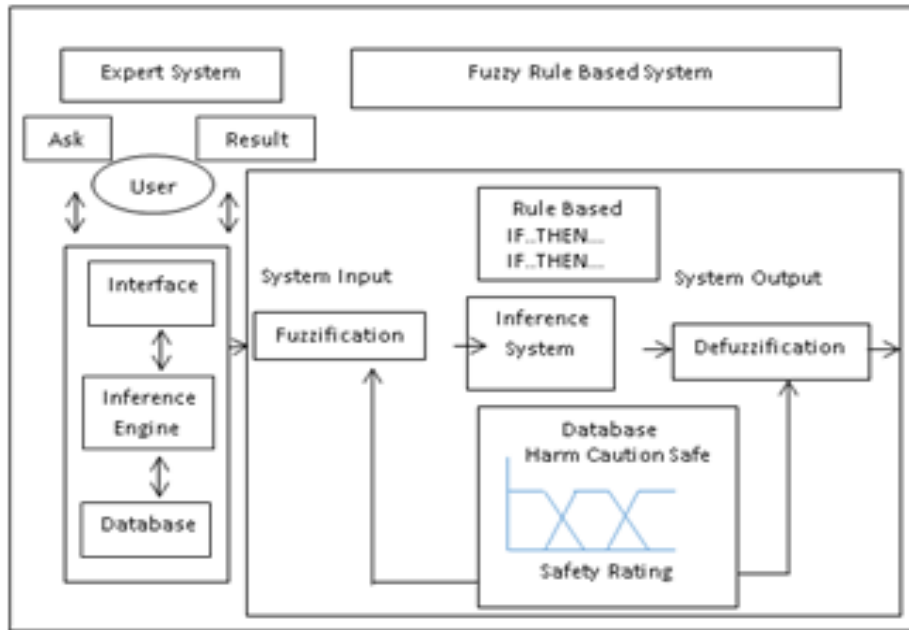 Expert System
Fuzzy Rule Based System
Ask
Result
User
Rule Based
IF..THEN...
IF..THEN...
Interface
System Input
System Output
Fuzzification
Inference
System
Defuzzification
Inference
Engine
Database
Harm Caution Safe
Safety Rating
Database